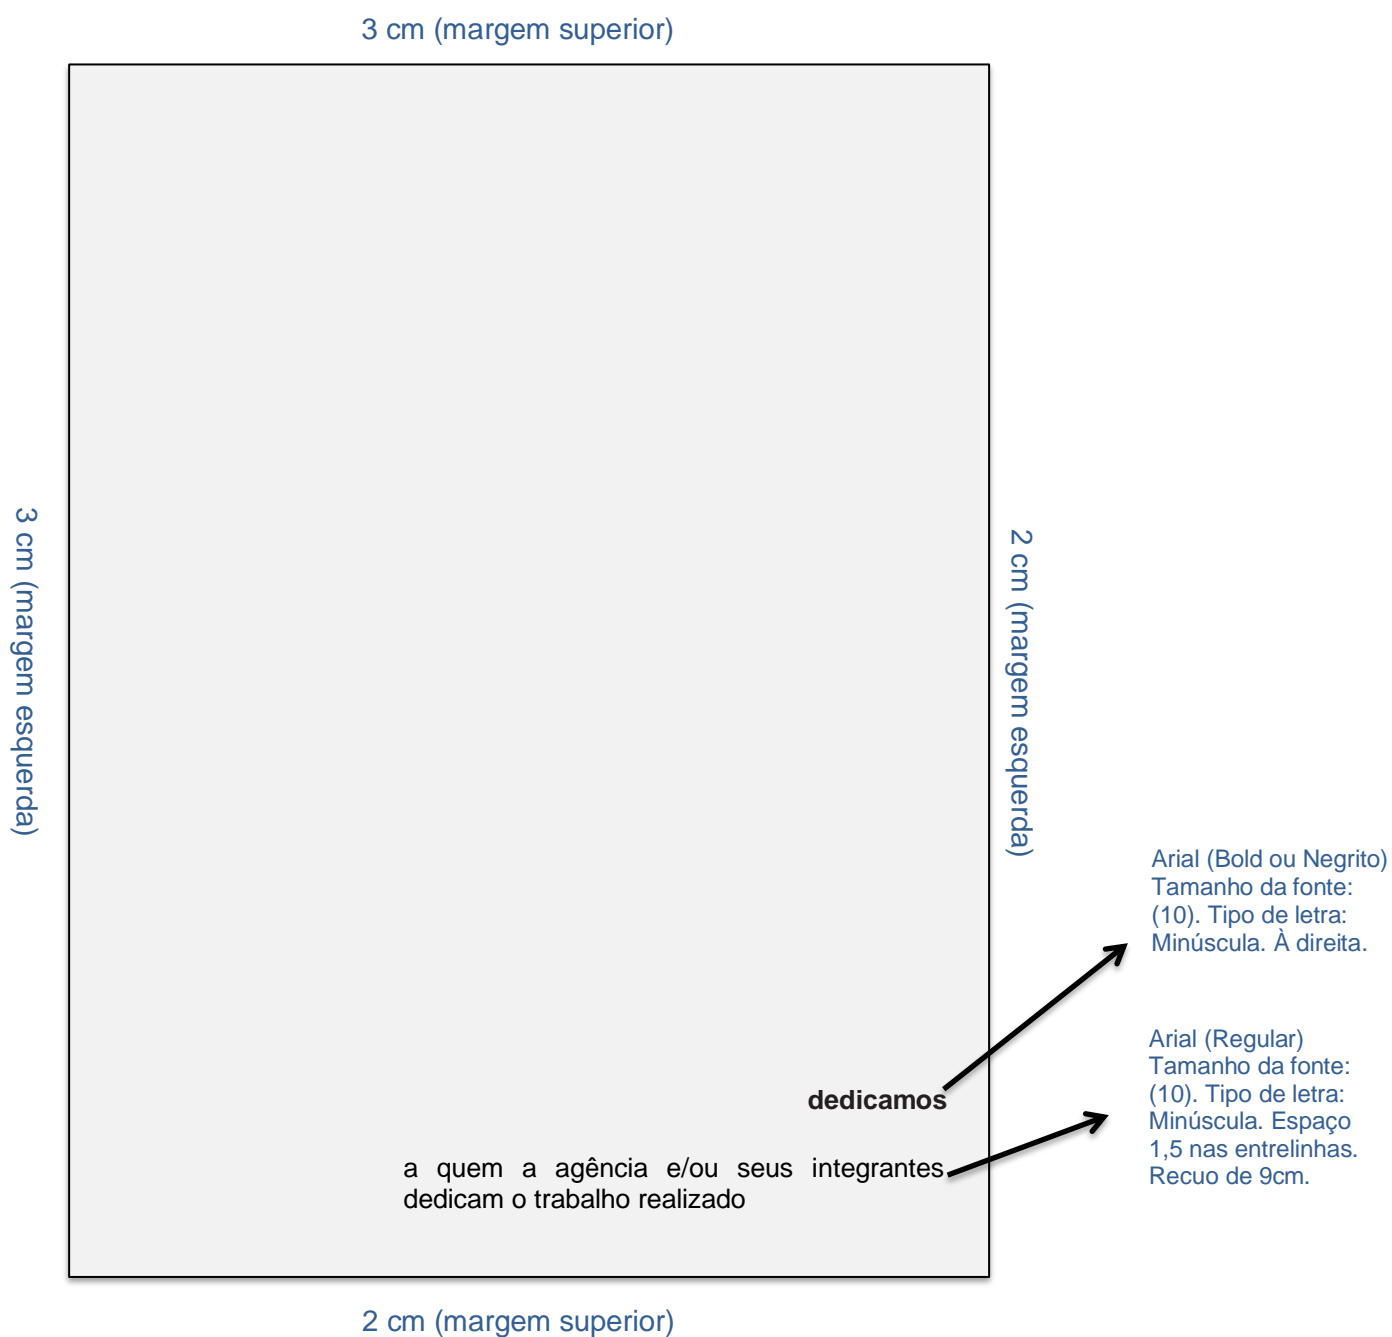 3 cm (margem superior)
3 cm (margem esquerda)
2 cm (margem esquerda)
Arial (Bold ou Negrito)
Tamanho da fonte:
(10). Tipo de letra:
Minúscula. À direita.
dedicamos
Arial (Regular)
Tamanho da fonte:
(10). Tipo de letra:
Minúscula. Espaço
1,5 nas entrelinhas.
Recuo de 9cm.
a quem a agência e/ou seus integrantes
dedicam o trabalho realizado
2 cm (margem superior)